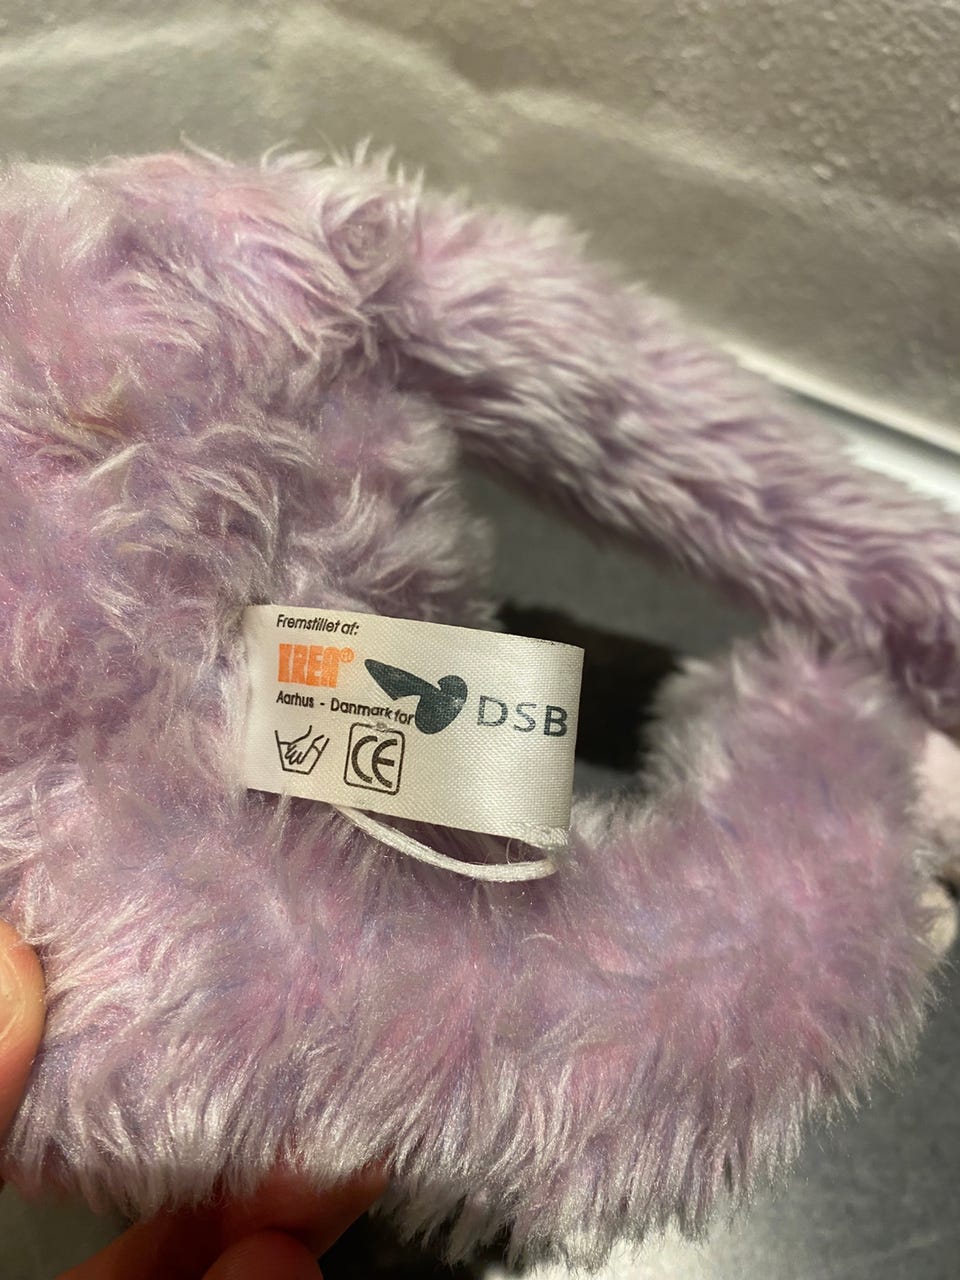 Fremstillet af:
KREA®
Aarhus - Danmark for
DSB
CE